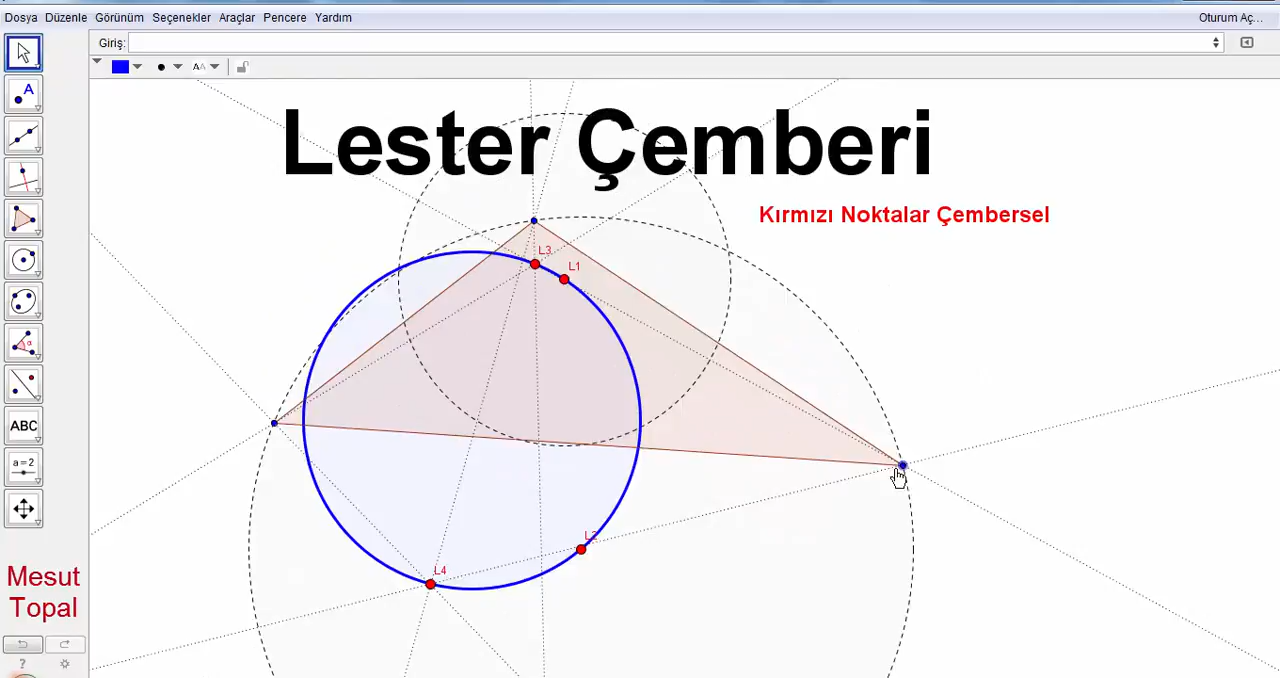 Dosya Düzenle Görünüm Seçenekler Araçlar Pencere Yardım Oturum Aç...
Giriş:
A A
Lester Çemberi
Kırmızı Noktalar Çembersel
A
L3
L1
α
ABC
a=2
L2
L4
Mesut
Topal
?